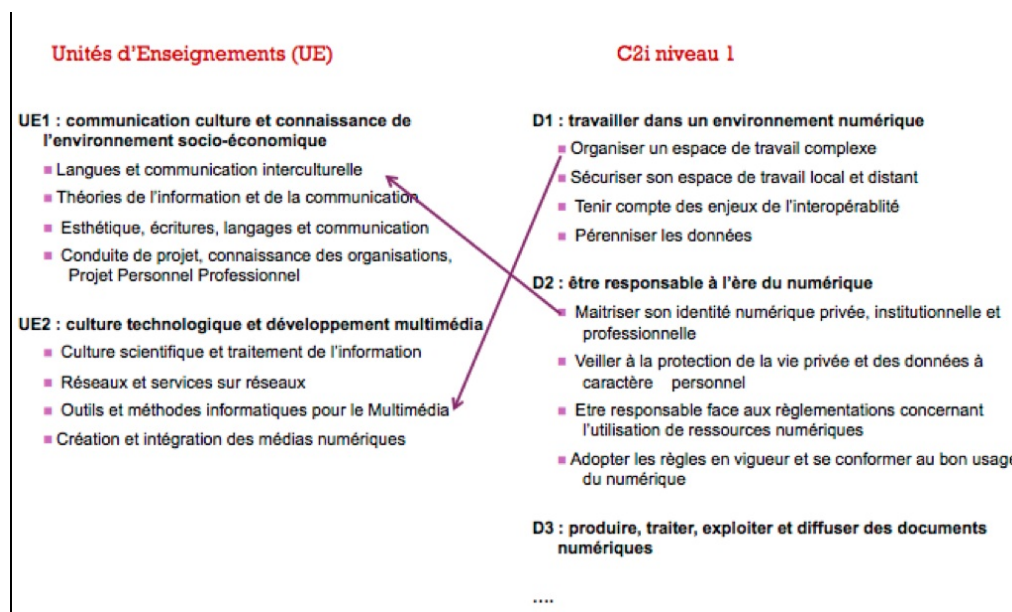 Unités d'Enseignements (UE)
UE1 : communication culture et connaissance de
l'environnement socio-économique
Langues et communication interculturelle
Théories de l'information et de la communication
Esthétique, écritures, langages et communication
Conduite de projet, connaissance des organisations,
Projet Personnel Professionnel
UE2 : culture technologique et développement multimédia
Culture scientifique et traitement de l'information
Réseaux et services sur réseaux
Outils et méthodes informatiques pour le Multimédia
Création et intégration des médias numériques
C2i niveau 1
D1 : travailler dans un environnement numérique
Organiser un espace de travail complexe
Sécuriser son espace de travail local et distant
Tenir compte des enjeux de l'interopérablité
Pérenniser les données
D2 : être responsable à l'ère du numérique
Maitriser son identité numérique privée, institutionnelle et
professionnelle
Veiller à la protection de la vie privée et des données à
caractère personnel
Etre responsable face aux règlementations concernant
l'utilisation de ressources numériques
Adopter les règles en vigueur et se conformer au bon usage
du numérique
D3 : produire, traiter, exploiter et diffuser des documents
numériques
....